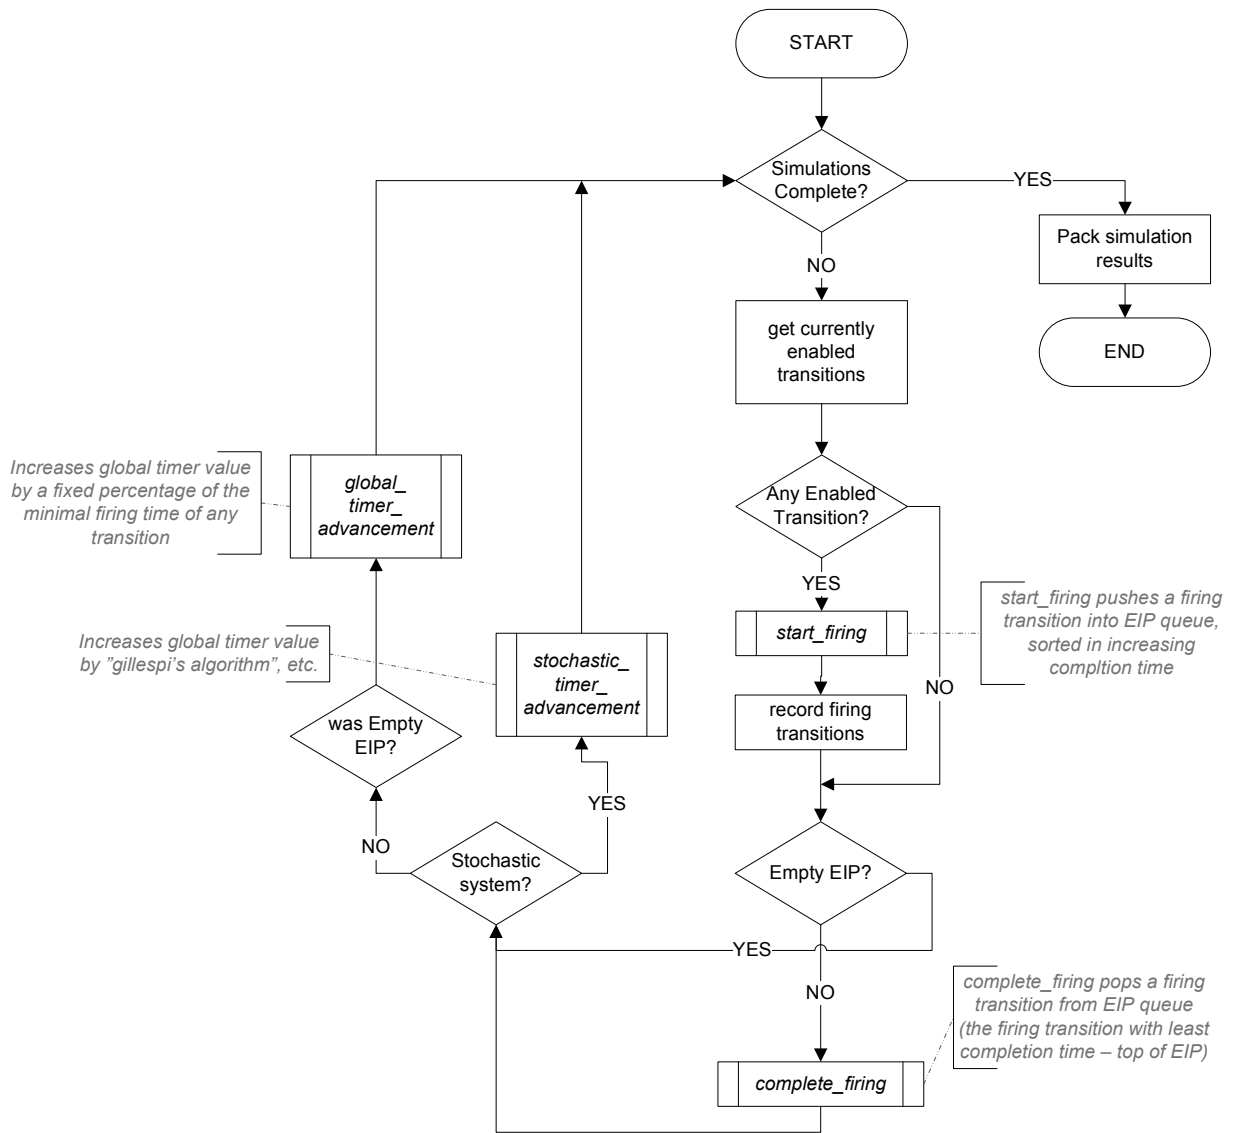 START
Simulations
Complete?
YES
Pack simulation
results
END
NO
get currently
enabled
transitions
Any Enabled
Transition?
YES
start_firing
start_firing pushes a firing
transition into EIP queue,
sorted in increasing
compltion time
NO
record firing
transitions
Empty EIP?
YES
NO
complete_firing
complete_firing pops a firing
transition from EIP queue
(the firing transition with least
completion time – top of EIP)
Stochastic
system?
YES
NO
stochastic_
timer_
advancement
Increases global timer value
by ”gillespi’s algorithm”, etc.
was Empty
EIP?
global_
timer_
advancement
Increases global timer value
by a fixed percentage of the
minimal firing time of any
transition